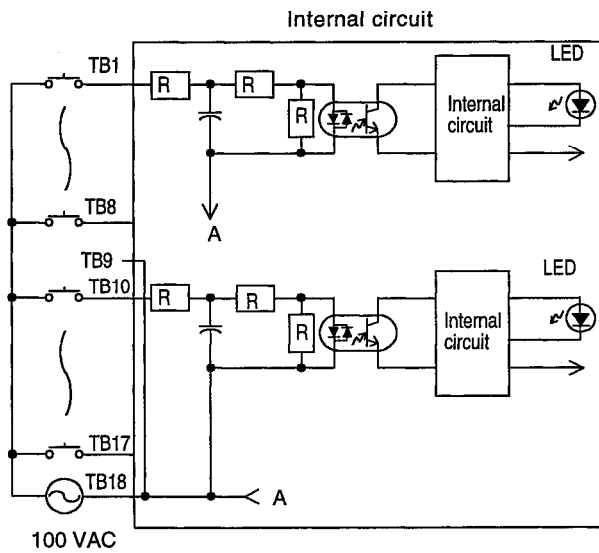 Internal circuit
LED
TB1
R
R
R
Internal
circuit
A
TB8
TB9
TB10
LED
R
R
R
Internal
circuit
TB17
TB18
A
100 VAC